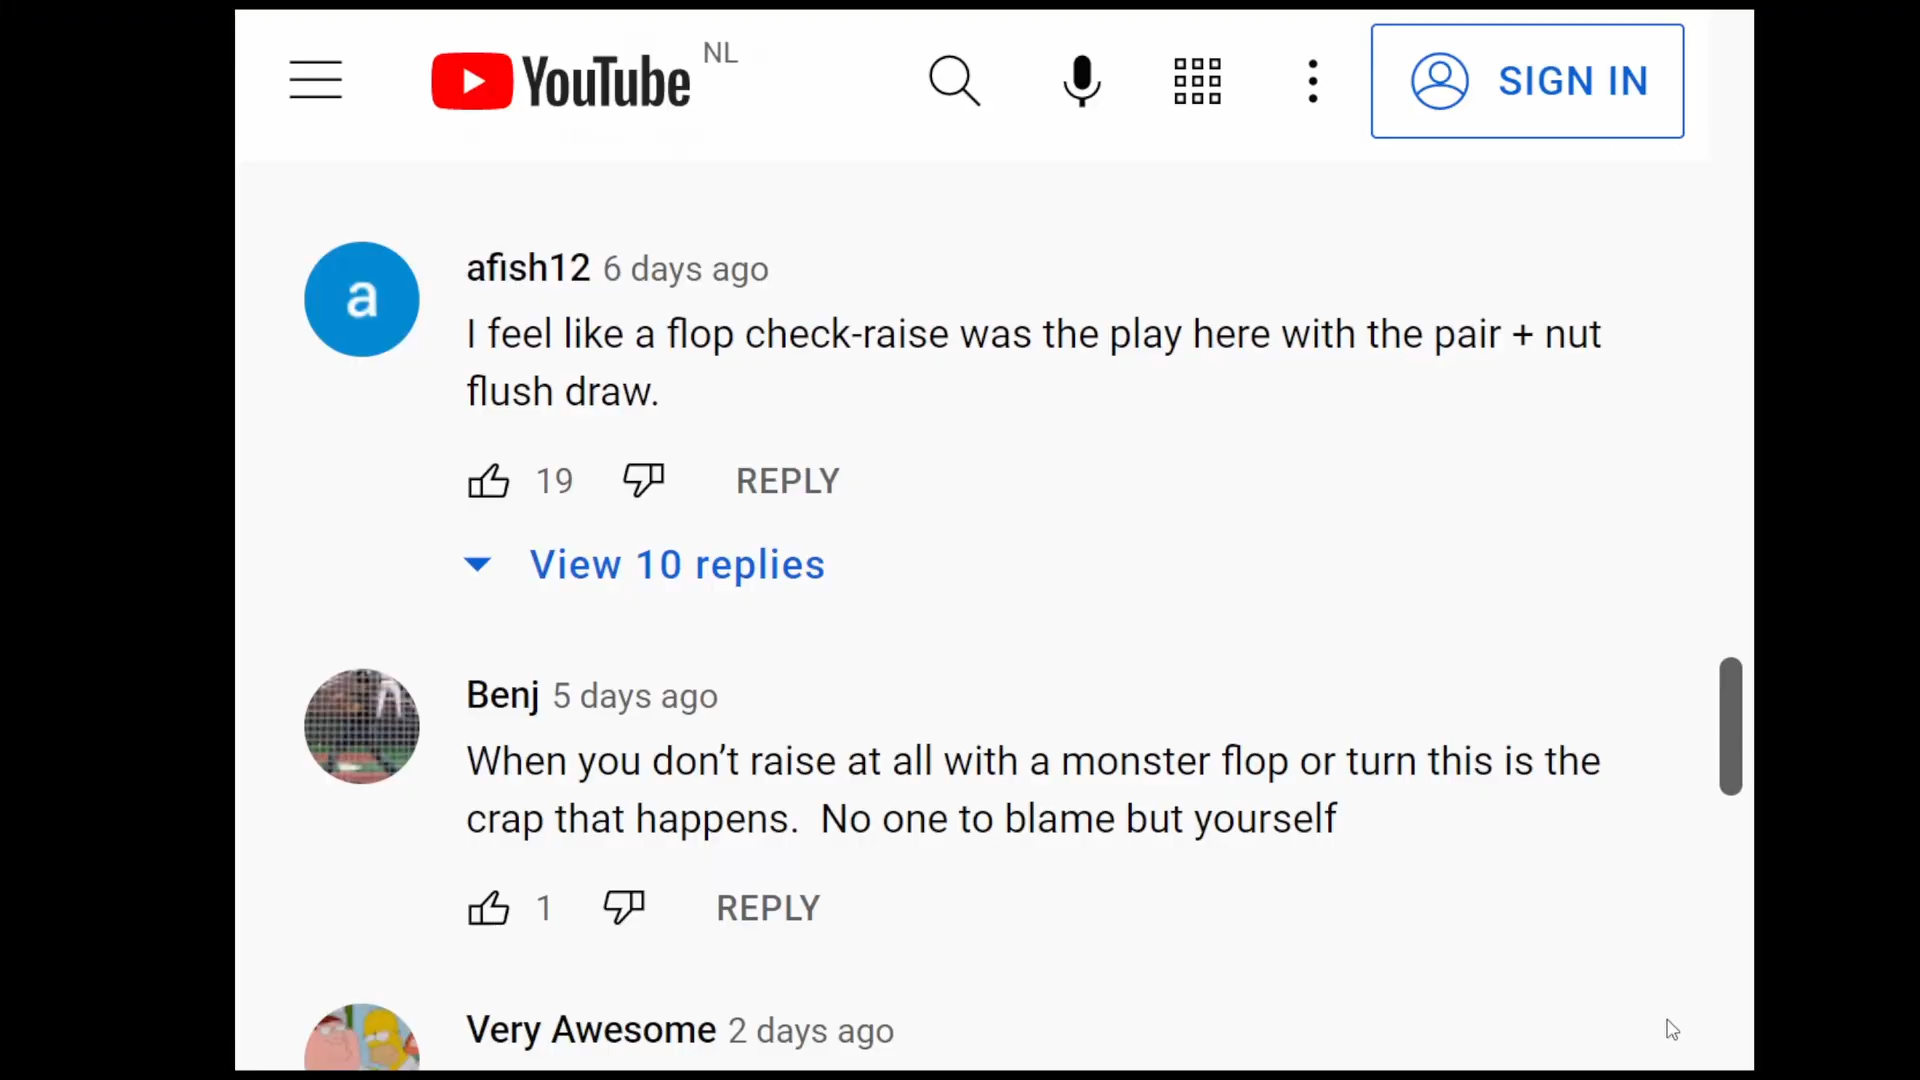 YouTube NL
SIGN IN
a
afish12 6 days ago
I feel like a flop check-raise was the play here with the pair + nut
flush draw.
19 REPLY
View 10 replies
Benj 5 days ago
When you don’t raise at all with a monster flop or turn this is the
crap that happens.  No one to blame but yourself
1 REPLY
Very Awesome 2 days ago